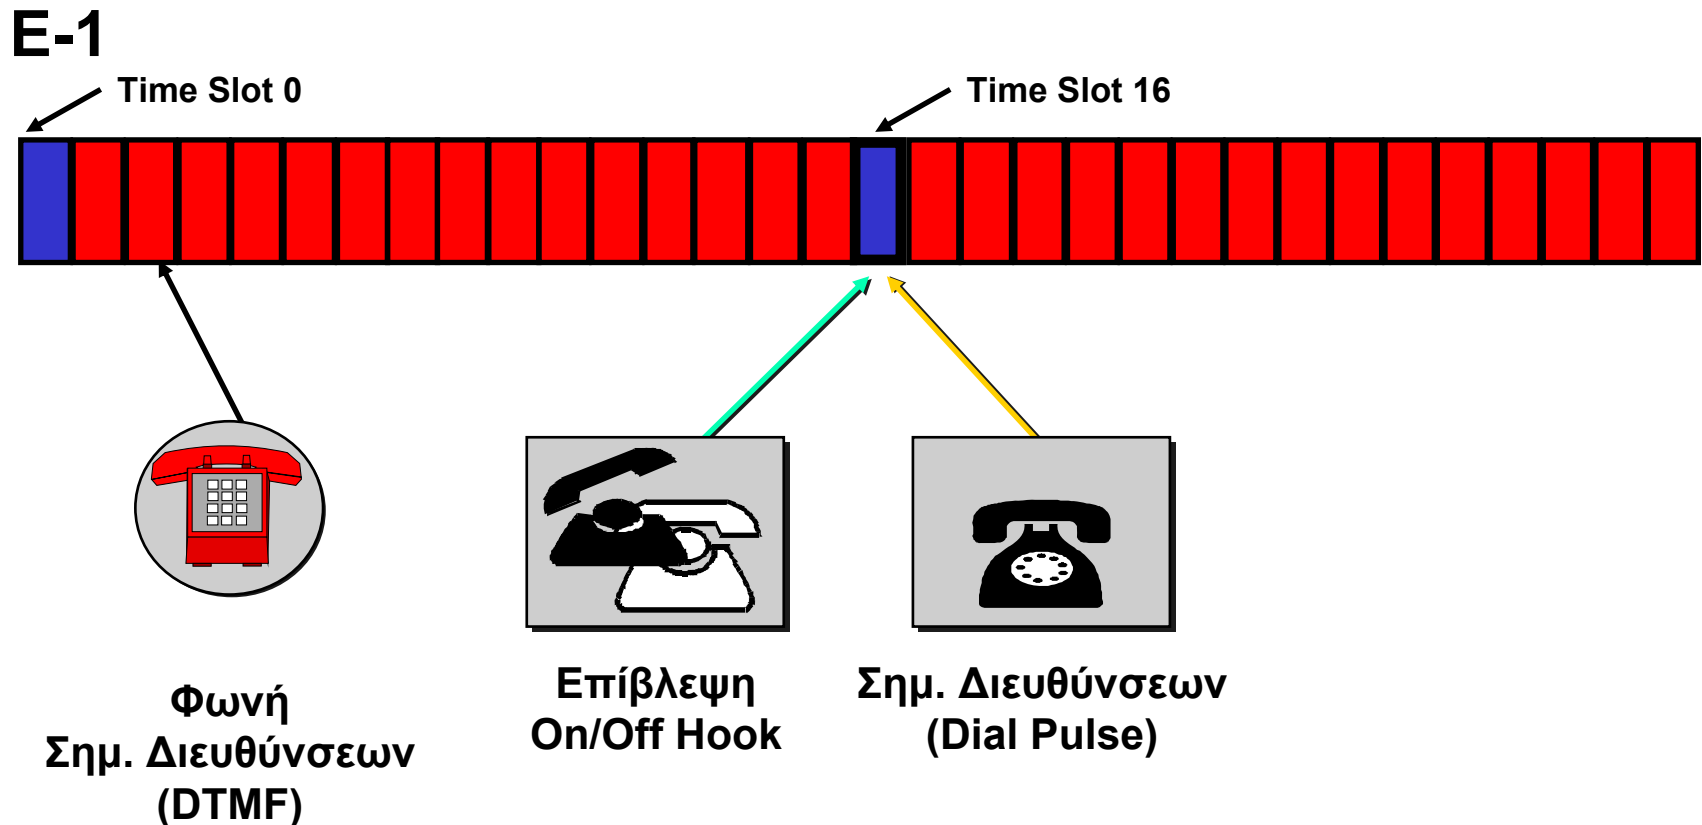 E-1
Time Slot 0
Time Slot 16
Φωνή
Σημ. Διευθύνσεων
(DTMF)
Επίβλεψη
On/Off Hook
Σημ. Διευθύνσεων
(Dial Pulse)